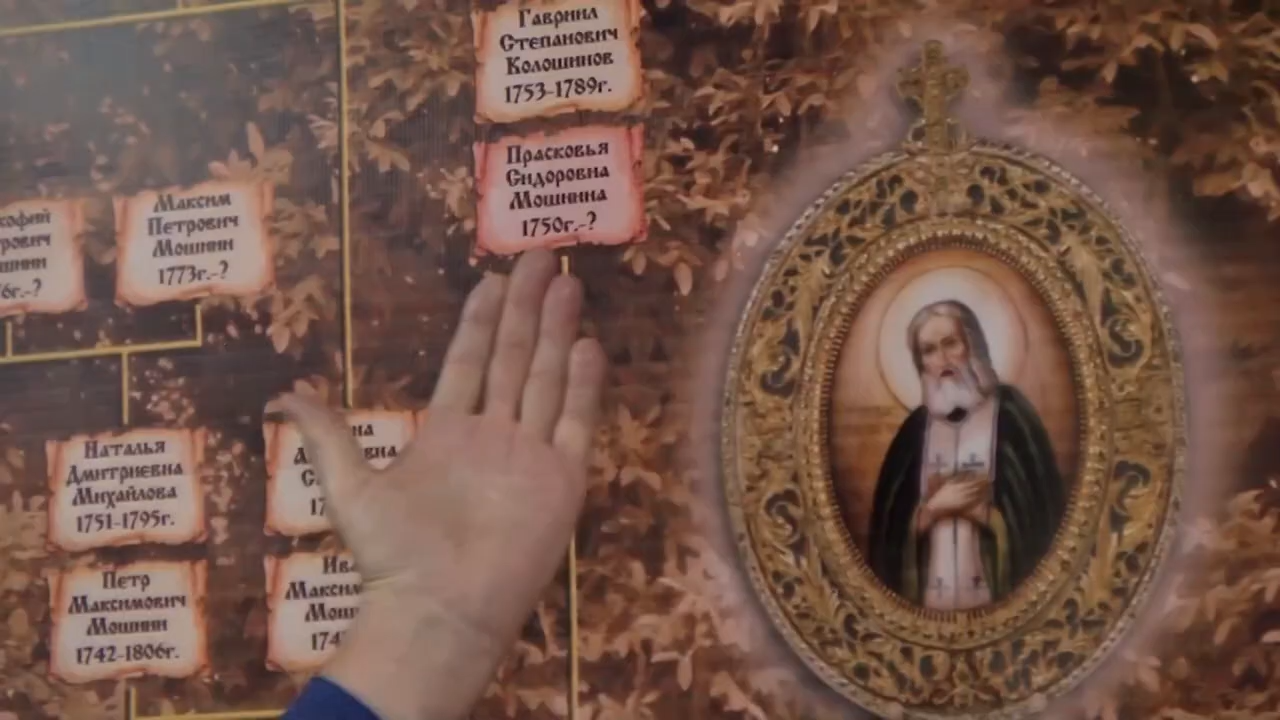 Гавриил
Степанович
Колошинов
1753-1789г.
Прасковья
Сидоровна
Мошнина
1750г.-?
Максим
Петрович
Мошнин
1773г.-?
Наталья
Дмитриевна
Михайлова
1751-1795г.
Петр
Максимович
Мошнин
1742-1806г.